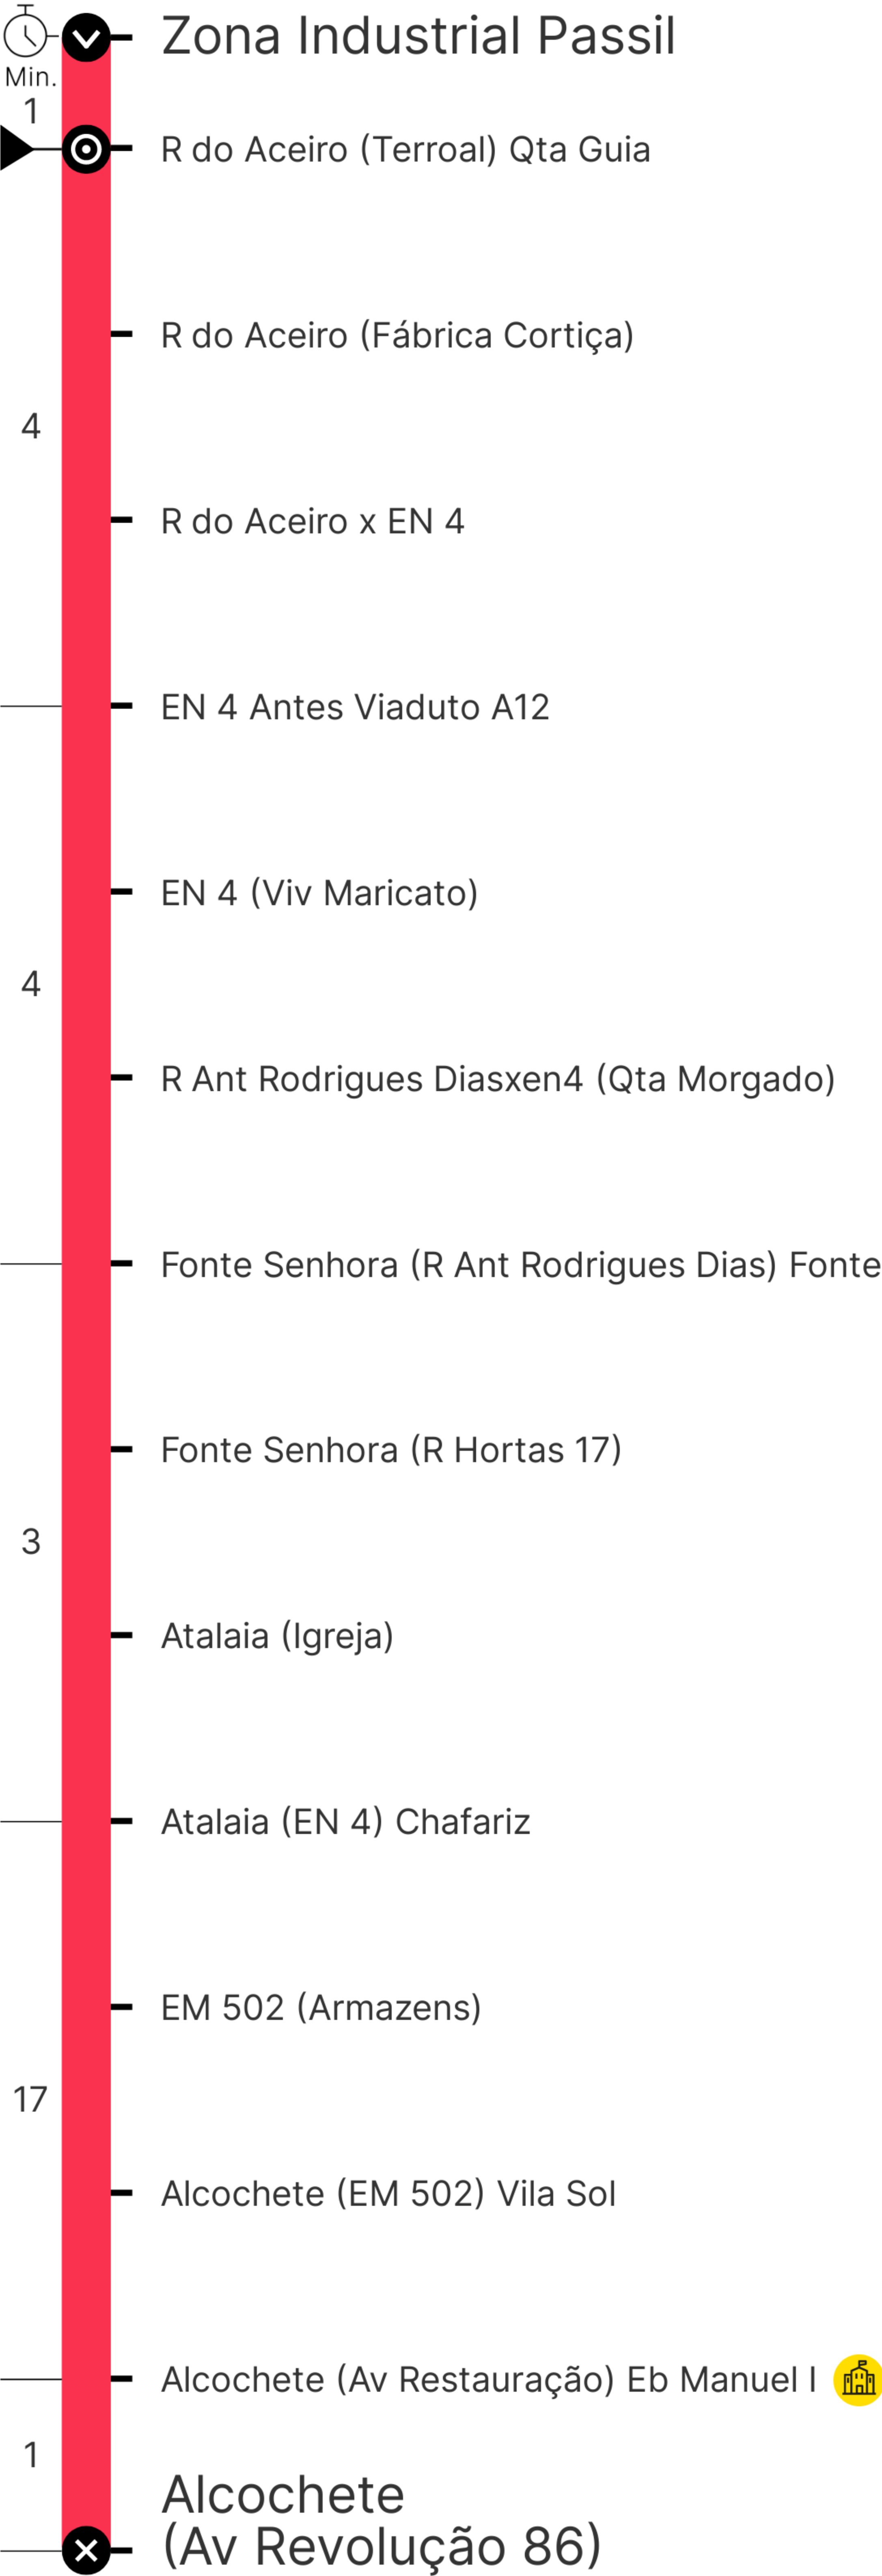 Zona Industrial Passil
Min.
1
R do Aceiro (Terroal) Qta Guia
R do Aceiro (Fábrica Cortiça)
4
R do Aceiro x EN 4
EN 4 Antes Viaduto A12
EN 4 (Viv Maricato)
4
R Ant Rodrigues Diasxen4 (Qta Morgado)
Fonte Senhora (R Ant Rodrigues Dias) Fonte
Fonte Senhora (R Hortas 17)
3
Atalaia (Igreja)
Atalaia (EN 4) Chafariz
EM 502 (Armazens)
17
Alcochete (EM 502) Vila Sol
Alcochete (Av Restauração) Eb Manuel I
1
Alcochete
(Av Revolução 86)